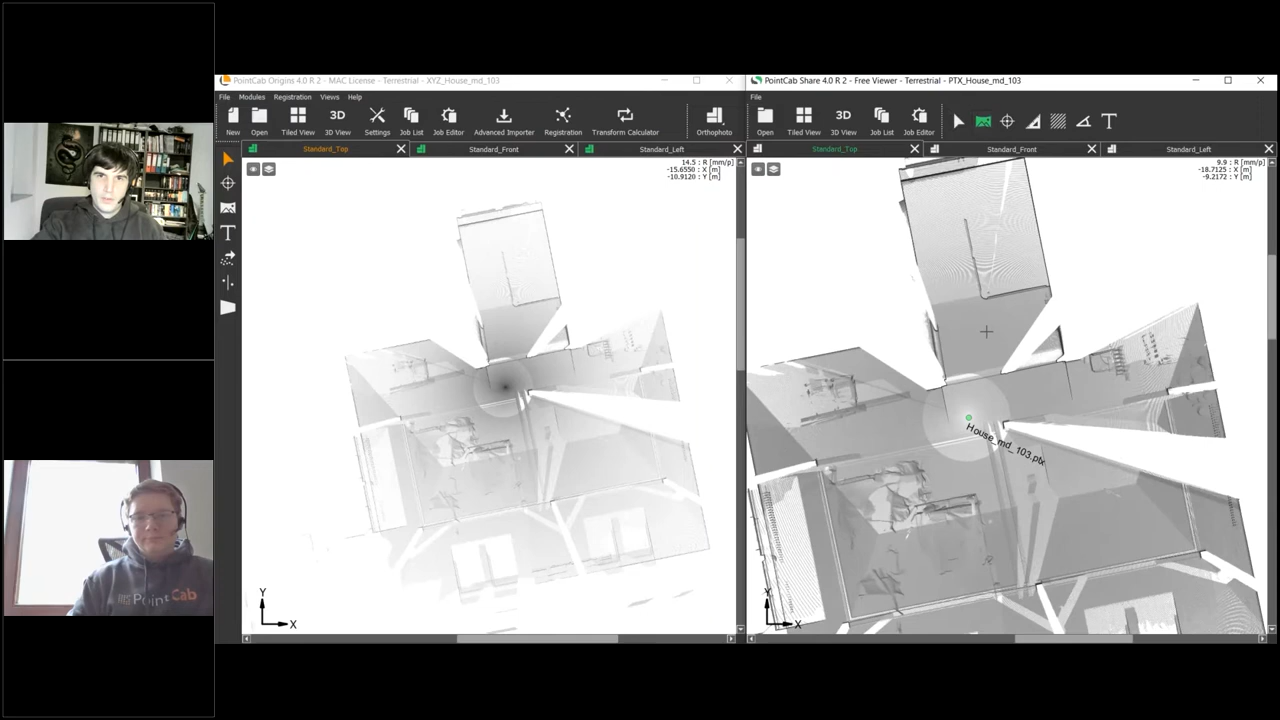 PointCab Origins 4.0 R 2 - MAC License - Terrestrial - XYZ_House_md_103
File Modules Registration Views Help
New Open Tiled View 3D View Settings Job List Job Editor Advanced Importer Registration Transform Calculator Orthophoto
3D
Standard_Top Standard_Front Standard_Left
14.5 : R [mm/p]
-15.6550 : X [m]
-10.9120 : Y [m]
T
Y
X
PointCab Share 4.0 R 2 - Free Viewer - Terrestrial - PTX_House_md_103
File
3D
T
Open Tiled View 3D View Job List Job Editor
Standard_Top Standard_Front Standard_Left
9.9 : R [mm/p]
-18.7125 : X [m]
-9.2172 : Y [m]
House_md_103.ptx
Y
X
PointCab